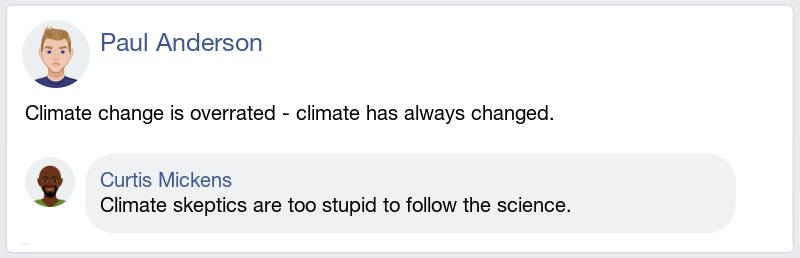 Paul Anderson
Climate change is overrated - climate has always changed.
Curtis Mickens
Climate skeptics are too stupid to follow the science.